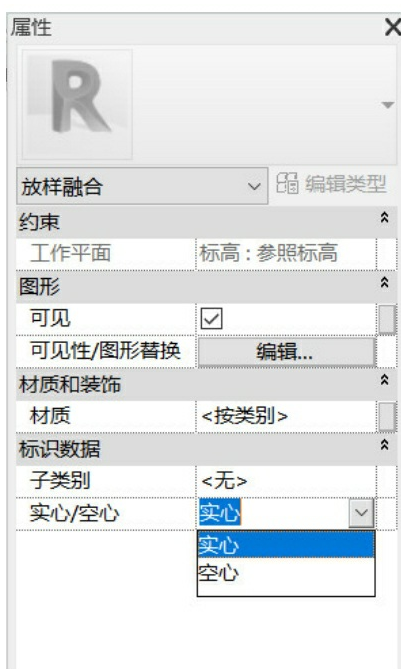 属性
R
放样融合 编辑类型
约束
工作平面 标高 : 参照标高
图形
可见
可见性/图形替换 编辑...
材质和装饰
材质 <按类别>
标识数据
子类别 <无>
实心/空心 实心
实心
空心